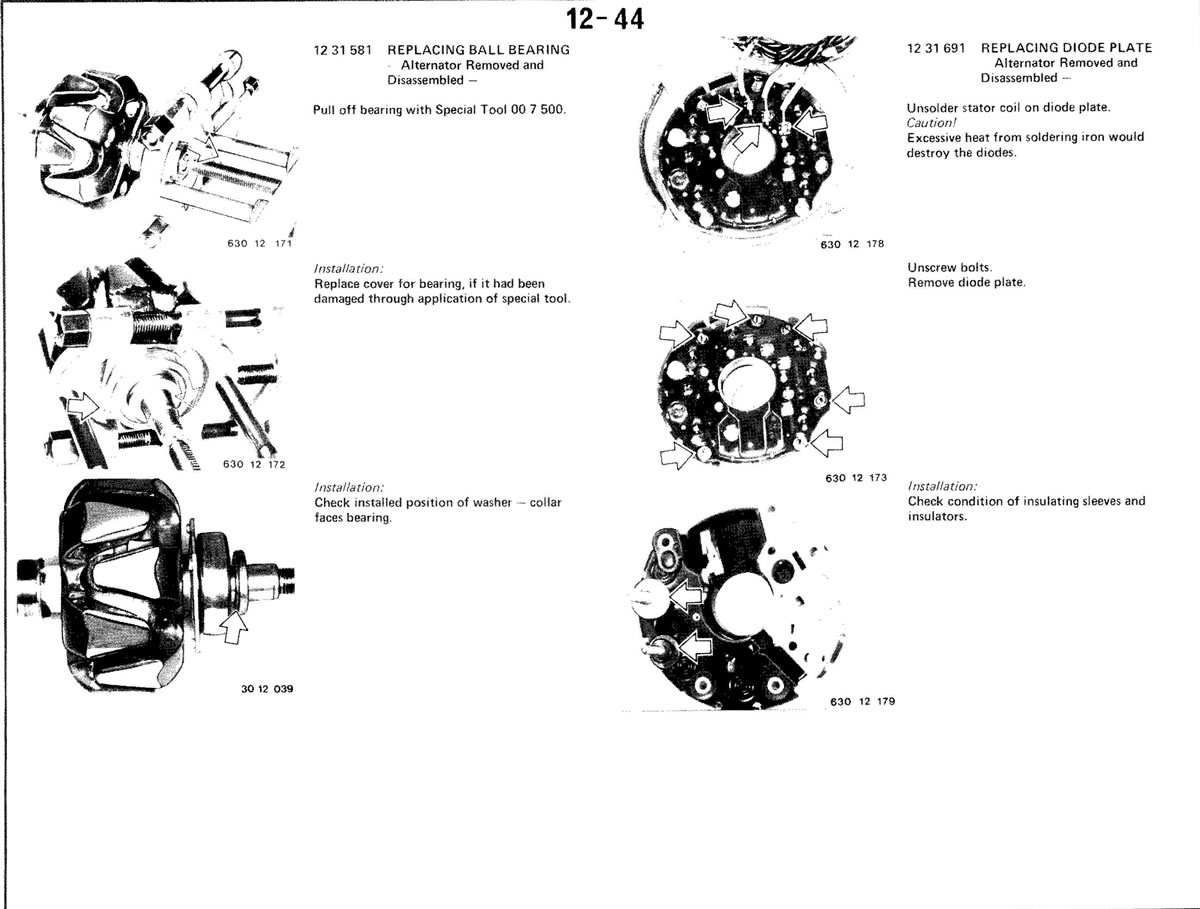 12-44
12 31 581 REPLACING BALL BEARING
- Alternator Removed and
Disassembled —
Pull off bearing with Special Tool 00 7 500.
630 12 171
Installation:
Replace cover for bearing, if it had been
damaged through application of special tool.
630 12 172
Installation:
Check installed position of washer — collar
faces bearing.
30 12 039
12 31 691 REPLACING DIODE PLATE
Alternator Removed and
Disassembled —
Unsolder stator coil on diode plate.
Caution!
Excessive heat from soldering iron would
destroy the diodes.
630 12 178
Unscrew bolts.
Remove diode plate.
630 12 173
Installation:
Check condition of insulating sleeves and
insulators.
630 12 179